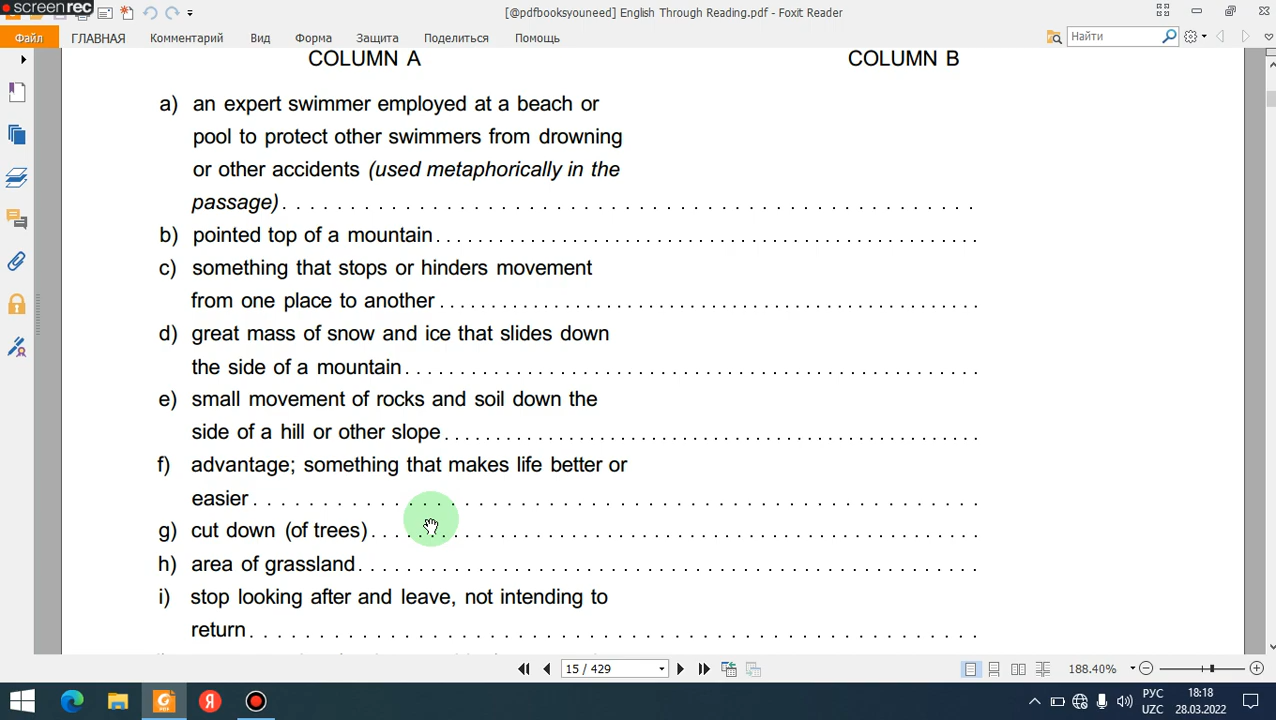 screenrec
[@pdfbooksyouneed] English Through Reading.pdf - Foxit Reader
Файл ГЛАВНАЯ Комментарий Вид Форма Защита Поделиться Помощь Найти
COLUMN A COLUMN B
a) an expert swimmer employed at a beach or
pool to protect other swimmers from drowning
or other accidents (used metaphorically in the
passage)
b) pointed top of a mountain
c) something that stops or hinders movement
from one place to another
d) great mass of snow and ice that slides down
the side of a mountain
e) small movement of rocks and soil down the
side of a hill or other slope
f) advantage; something that makes life better or
easier
g) cut down (of trees)
h) area of grassland
i) stop looking after and leave, not intending to
return
15 / 429 188.40%
РУС 18:18
UZC 28.03.2022